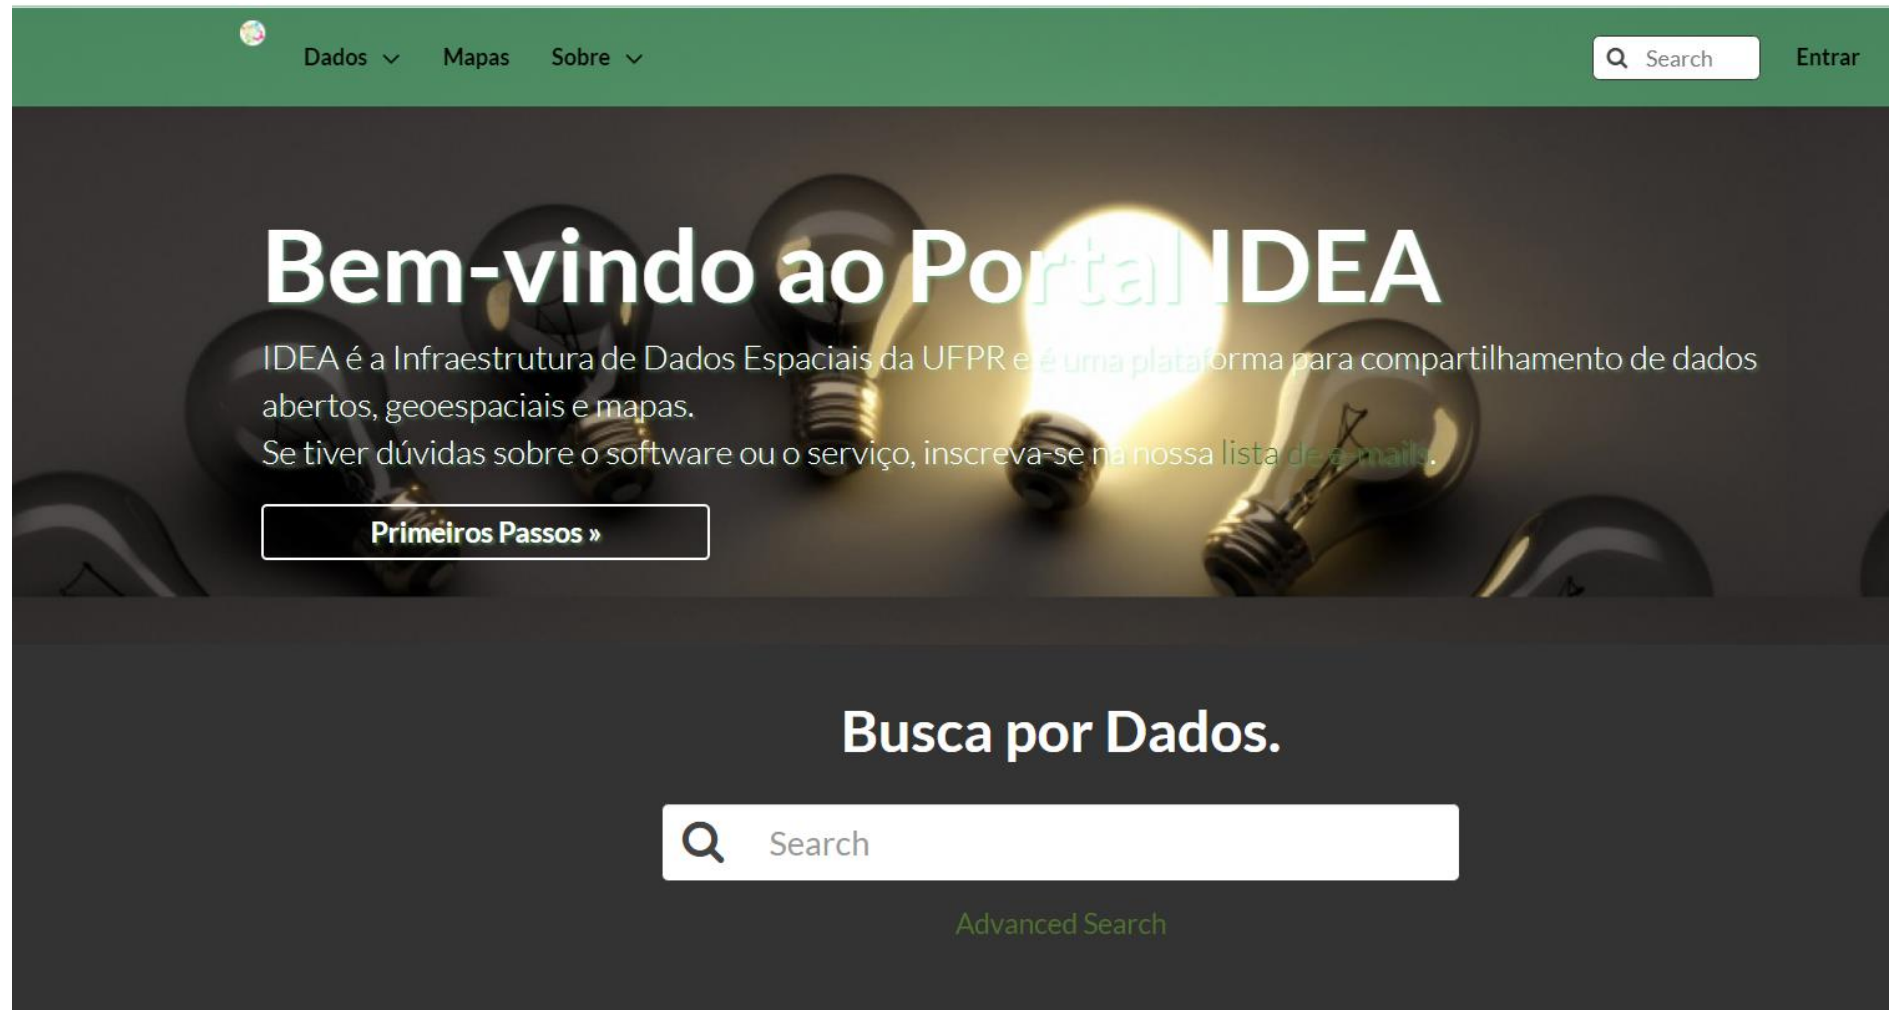 Dados
Mapas
Sobre
Search
Entrar
Bem-vindo ao Portal IDEA
IDEA é a Infraestrutura de Dados Espaciais da UFPR e é uma plataforma para compartilhamento de dados
abertos, geoespaciais e mapas.
Se tiver dúvidas sobre o software ou o serviço, inscreva-se na nossa lista de e-mails.
Primeiros Passos »
Busca por Dados.
Search
Advanced Search